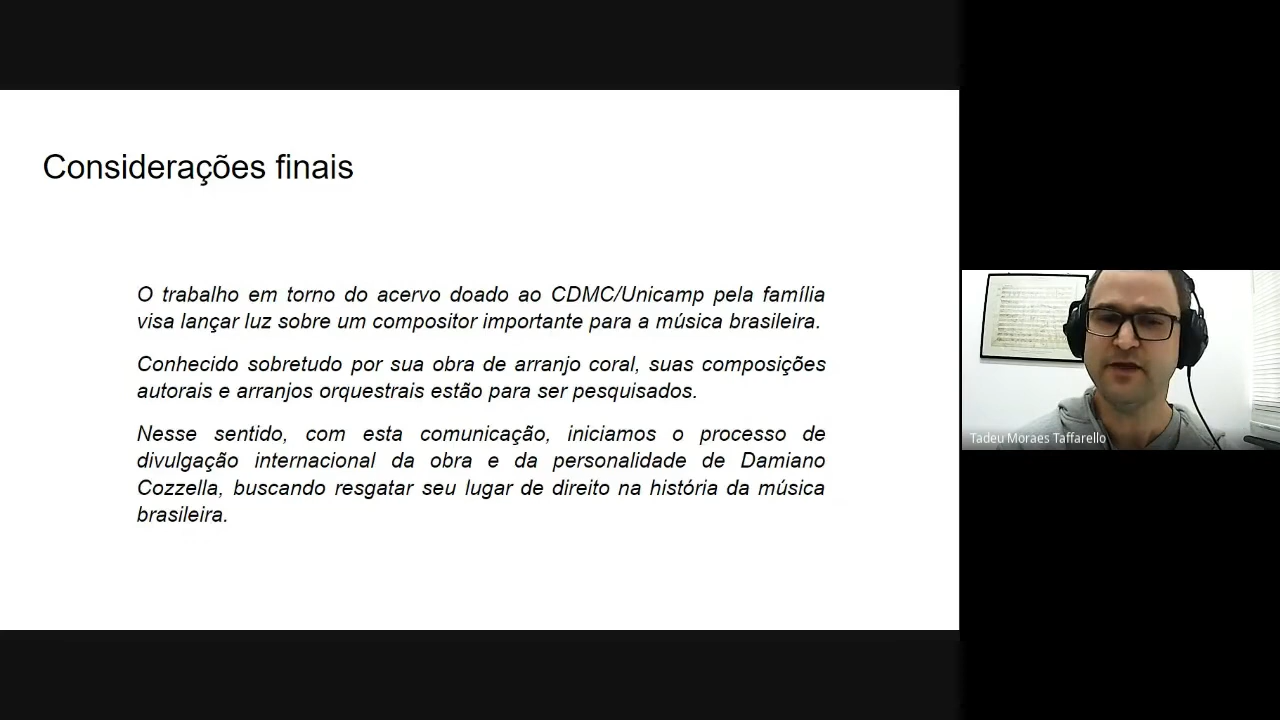 Considerações finais
O trabalho em torno do acervo doado ao CDMC/Unicamp pela família
visa lançar luz sobre um compositor importante para a música brasileira.
Conhecido sobretudo por sua obra de arranjo coral, suas composições
autorais e arranjos orquestrais estão para ser pesquisados.
Nesse sentido, com esta comunicação, iniciamos o processo de
divulgação internacional da obra e da personalidade de Damiano
Cozzella, buscando resgatar seu lugar de direito na história da música
brasileira.
Tadeu Moraes Taffarello